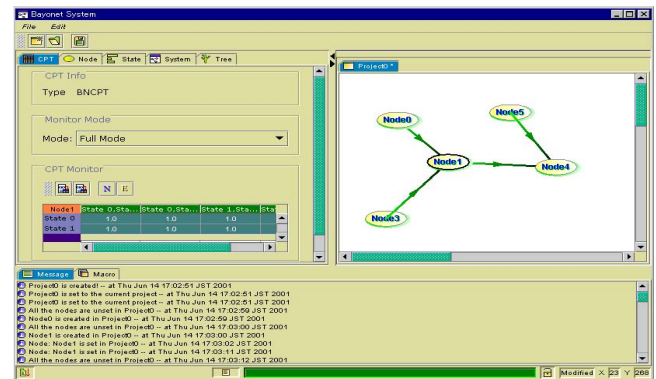 Bayonet System
File Edit
CPT Node State System Tree
CPT Info
Type BNCPT
Monitor Mode
Mode: Full Mode
CPT Monitor
N E
Node1 State 0,Sta... State 0,Sta... State 1,Sta... Sta
State 0 1.0 1.0 1.0
State 1 1.0 1.0 1.0
Project0 *
Node0
Node5
Node1
Node4
Node3
Message Macro
Project0 is created! -- at Thu Jun 14 17:02:51 JST 2001
Project0 is set to the current project -- at Thu Jun 14 17:02:51 JST 2001
Project0 is set to the current project -- at Thu Jun 14 17:02:51 JST 2001
All the nodes are unset in Project0 -- at Thu Jun 14 17:02:59 JST 2001
Node0 is created in Project0 -- at Thu Jun 14 17:02:59 JST 2001
All the nodes are unset in Project0 -- at Thu Jun 14 17:03:00 JST 2001
Node1 is created in Project0 -- at Thu Jun 14 17:03:00 JST 2001
Node: Node1 is set in Project0 -- at Thu Jun 14 17:03:02 JST 2001
Node: Node1 is set in Project0 -- at Thu Jun 14 17:03:11 JST 2001
All the nodes are unset in Project0 -- at Thu Jun 14 17:03:12 JST 2001
Modified X 23 Y 268